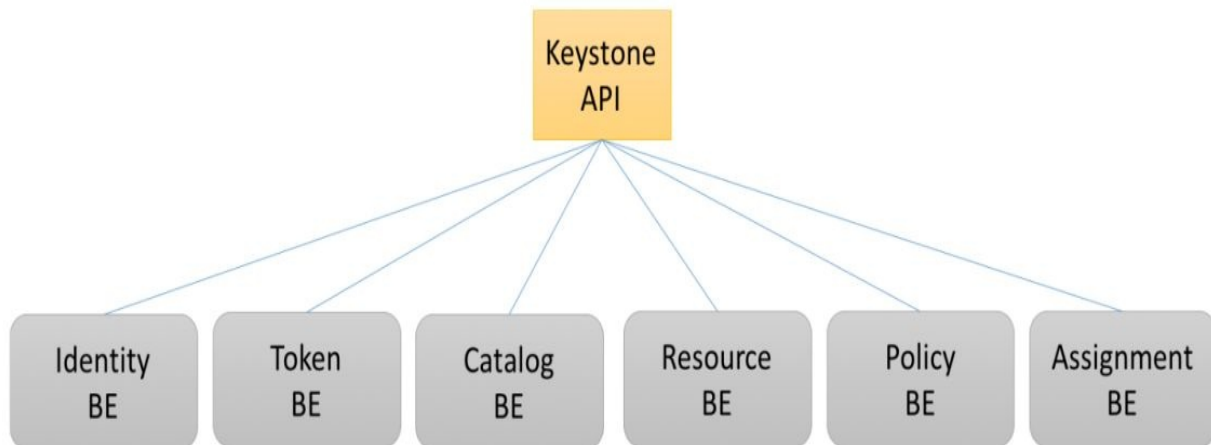 Keystone
API
Identity
BE
Token
BE
Catalog
BE
Resource
BE
Policy
BE
Assignment
BE